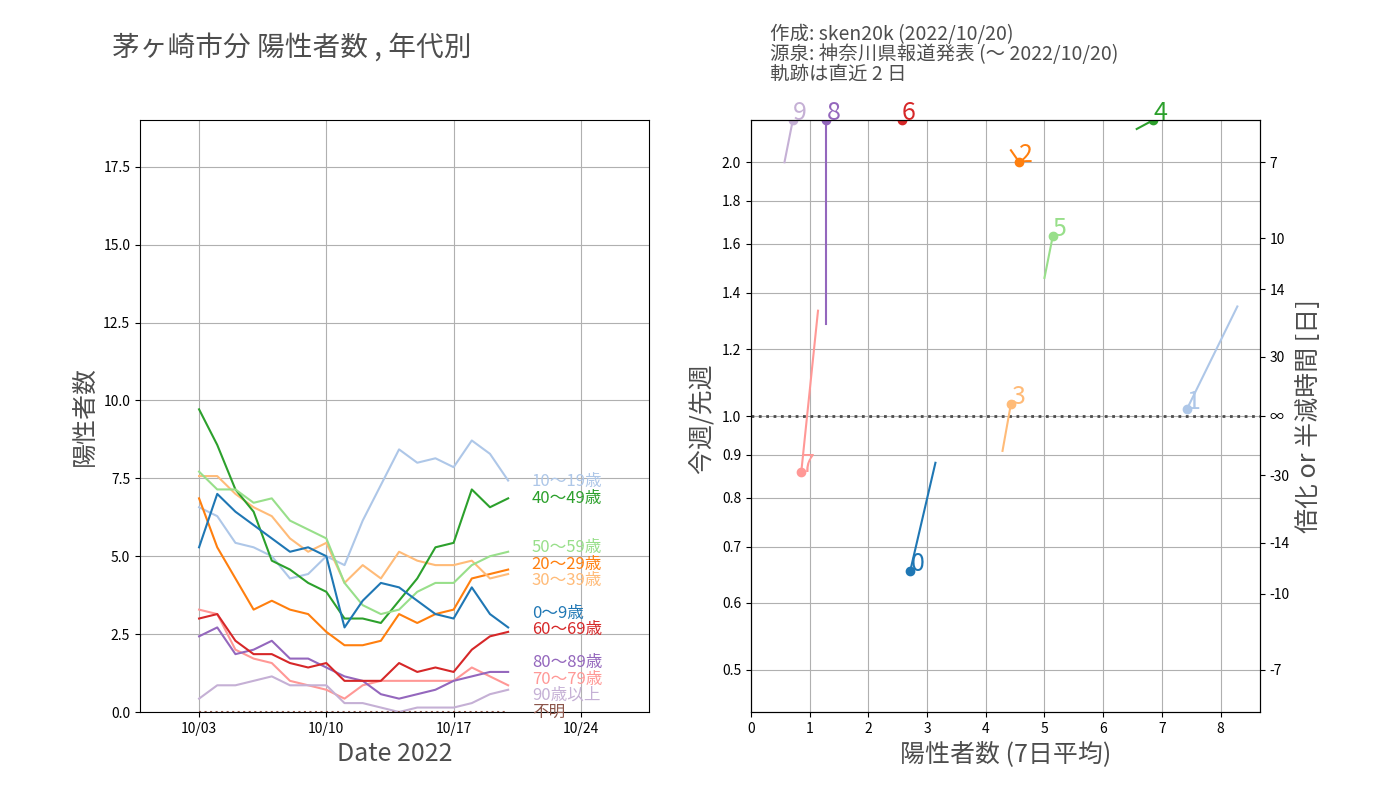 茅ヶ崎市分 陽性者数 , 年代別
作成: sken20k (2022/10/20)
源泉: 神奈川県報道発表 (〜 2022/10/20)
軌跡は直近 2 日
陽性者数
17.5
15.0
12.5
10.0
7.5
5.0
2.5
0.0
10/03
10/10
10/17
10/24
Date 2022
10〜19歳
40〜49歳
50〜59歳
20〜29歳
30〜39歳
0〜9歳
60〜69歳
80〜89歳
70〜79歳
90歳以上
不明
今週/先週
2.0
1.8
1.6
1.4
1.2
1.0
0.9
0.8
0.7
0.6
0.5
9
8
6
4
2
5
3
1
7
0
0
1
2
3
4
5
6
7
8
陽性者数 (7日平均)
7
10
14
30
∞
-30
-14
-10
-7
倍化 or 半減時間 [日]